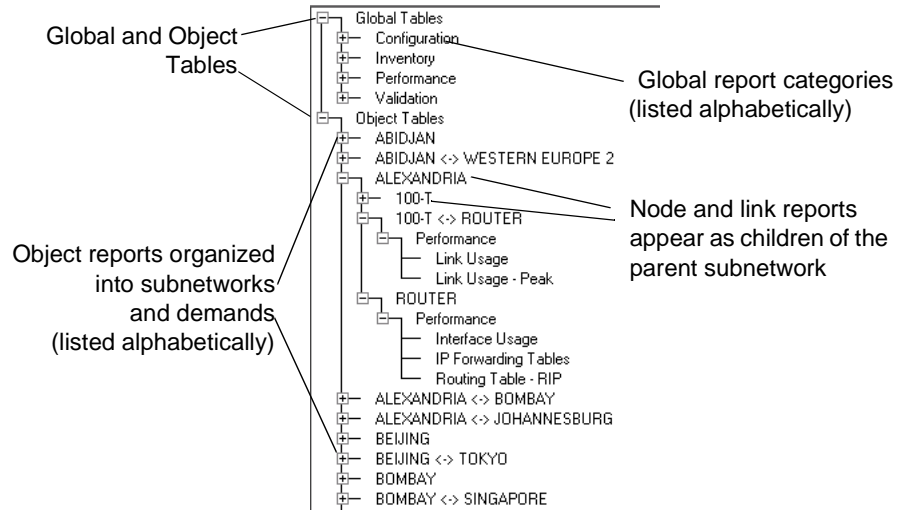 Global and Object
Tables
Global Tables
Configuration
Inventory
Performance
Validation
Object Tables
ABIDJAN
ABIDJAN <-> WESTERN EUROPE 2
ALEXANDRIA
100-T
100-T <-> ROUTER
Performance
Link Usage
Link Usage - Peak
ROUTER
Performance
Interface Usage
IP Forwarding Tables
Routing Table - RIP
ALEXANDRIA <-> BOMBAY
ALEXANDRIA <-> JOHANNESBURG
BEIJING
BEIJING <-> TOKYO
BOMBAY
BOMBAY <-> SINGAPORE
Global report categories
(listed alphabetically)
Node and link reports
appear as children of the
parent subnetwork
Object reports organized
into subnetworks
and demands
(listed alphabetically)